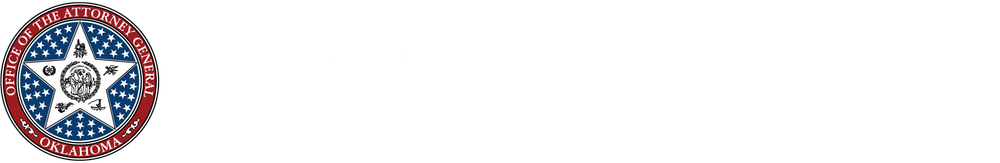 OFFICE OF THE ATTORNEY GENERAL
OKLAHOMA